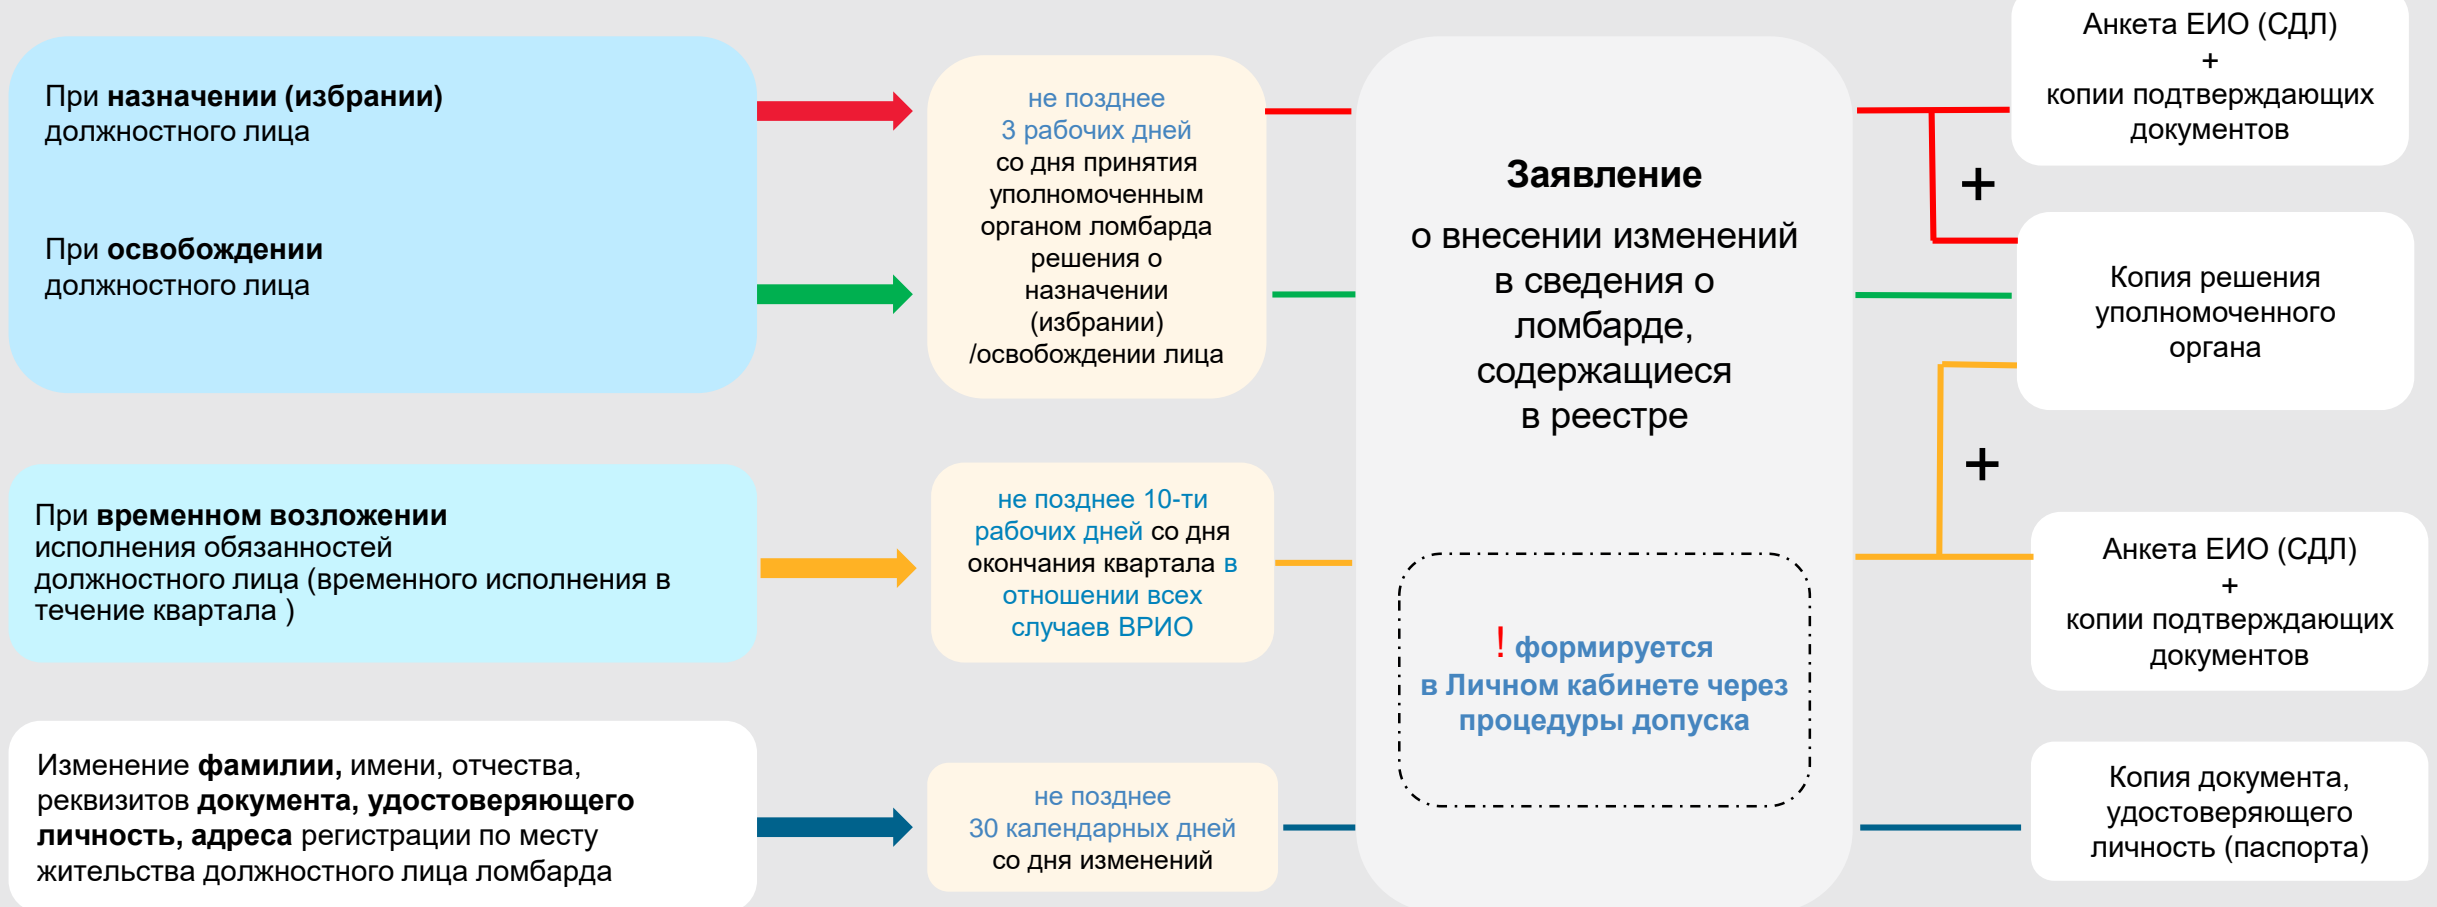 При назначении (избрании)
должностного лица
При освобождении
должностного лица
не позднее
3 рабочих дней
со дня принятия
уполномоченным
органом ломбарда
решения о
назначении
(избрании)
/освобождении лица
При временном возложении
исполнения обязанностей
должностного лица (временного исполнения в
течение квартала )
не позднее 10-ти
рабочих дней со дня
окончания квартала в
отношении всех
случаев ВРИО
Изменение фамилии, имени, отчества,
реквизитов документа, удостоверяющего
личность, адреса регистрации по месту
жительства должностного лица ломбарда
не позднее
30 календарных дней
со дня изменений
Заявление
о внесении изменений
в сведения о
ломбарде,
содержащиеся
в реестре
! формируется
в Личном кабинете через
процедуры допуска
Анкета ЕИО (СДЛ)
+
копии подтверждающих
документов
+
Копия решения
уполномоченного
органа
+
Анкета ЕИО (СДЛ)
+
копии подтверждающих
документов
Копия документа,
удостоверяющего
личность (паспорта)